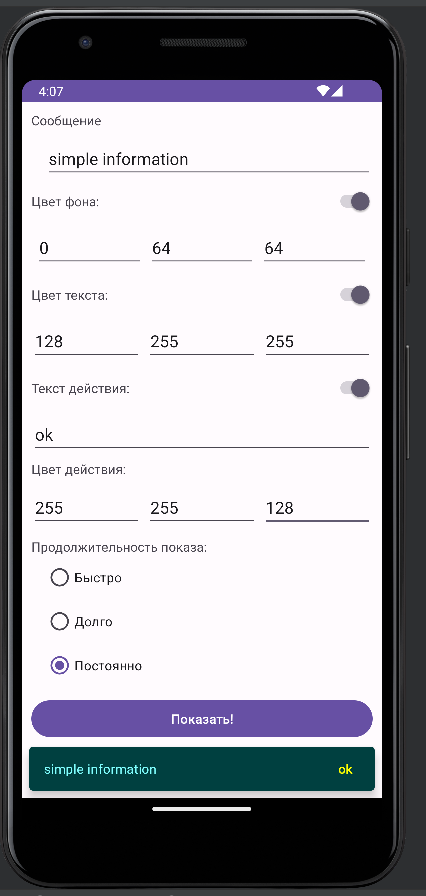 4:07
Сообщение
simple information
Цвет фона:
0 64 64
Цвет текста:
128 255 255
Текст действия:
ok
Цвет действия:
255 255 128
Продолжительность показа:
Быстро
Долго
Постоянно
Показать!
simple information ok